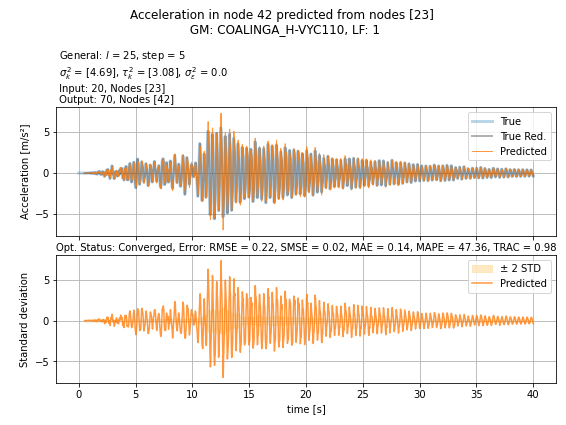 Acceleration in node 42 predicted from nodes [23]
GM: COALINGA_H-VYC110, LF: 1
General: l = 25, step = 5
σ²ₖ = [4.69], τ²ₖ = [3.08], σ²ε = 0.0
Input: 20, Nodes [23]
Output: 70, Nodes [42]
True
True Red.
Predicted
Acceleration [m/s²]
5
0
−5
Opt. Status: Converged, Error: RMSE = 0.22, SMSE = 0.02, MAE = 0.14, MAPE = 47.36, TRAC = 0.98
± 2 STD
Predicted
Standard deviation
5
0
−5
0 5 10 15 20 25 30 35 40
time [s]